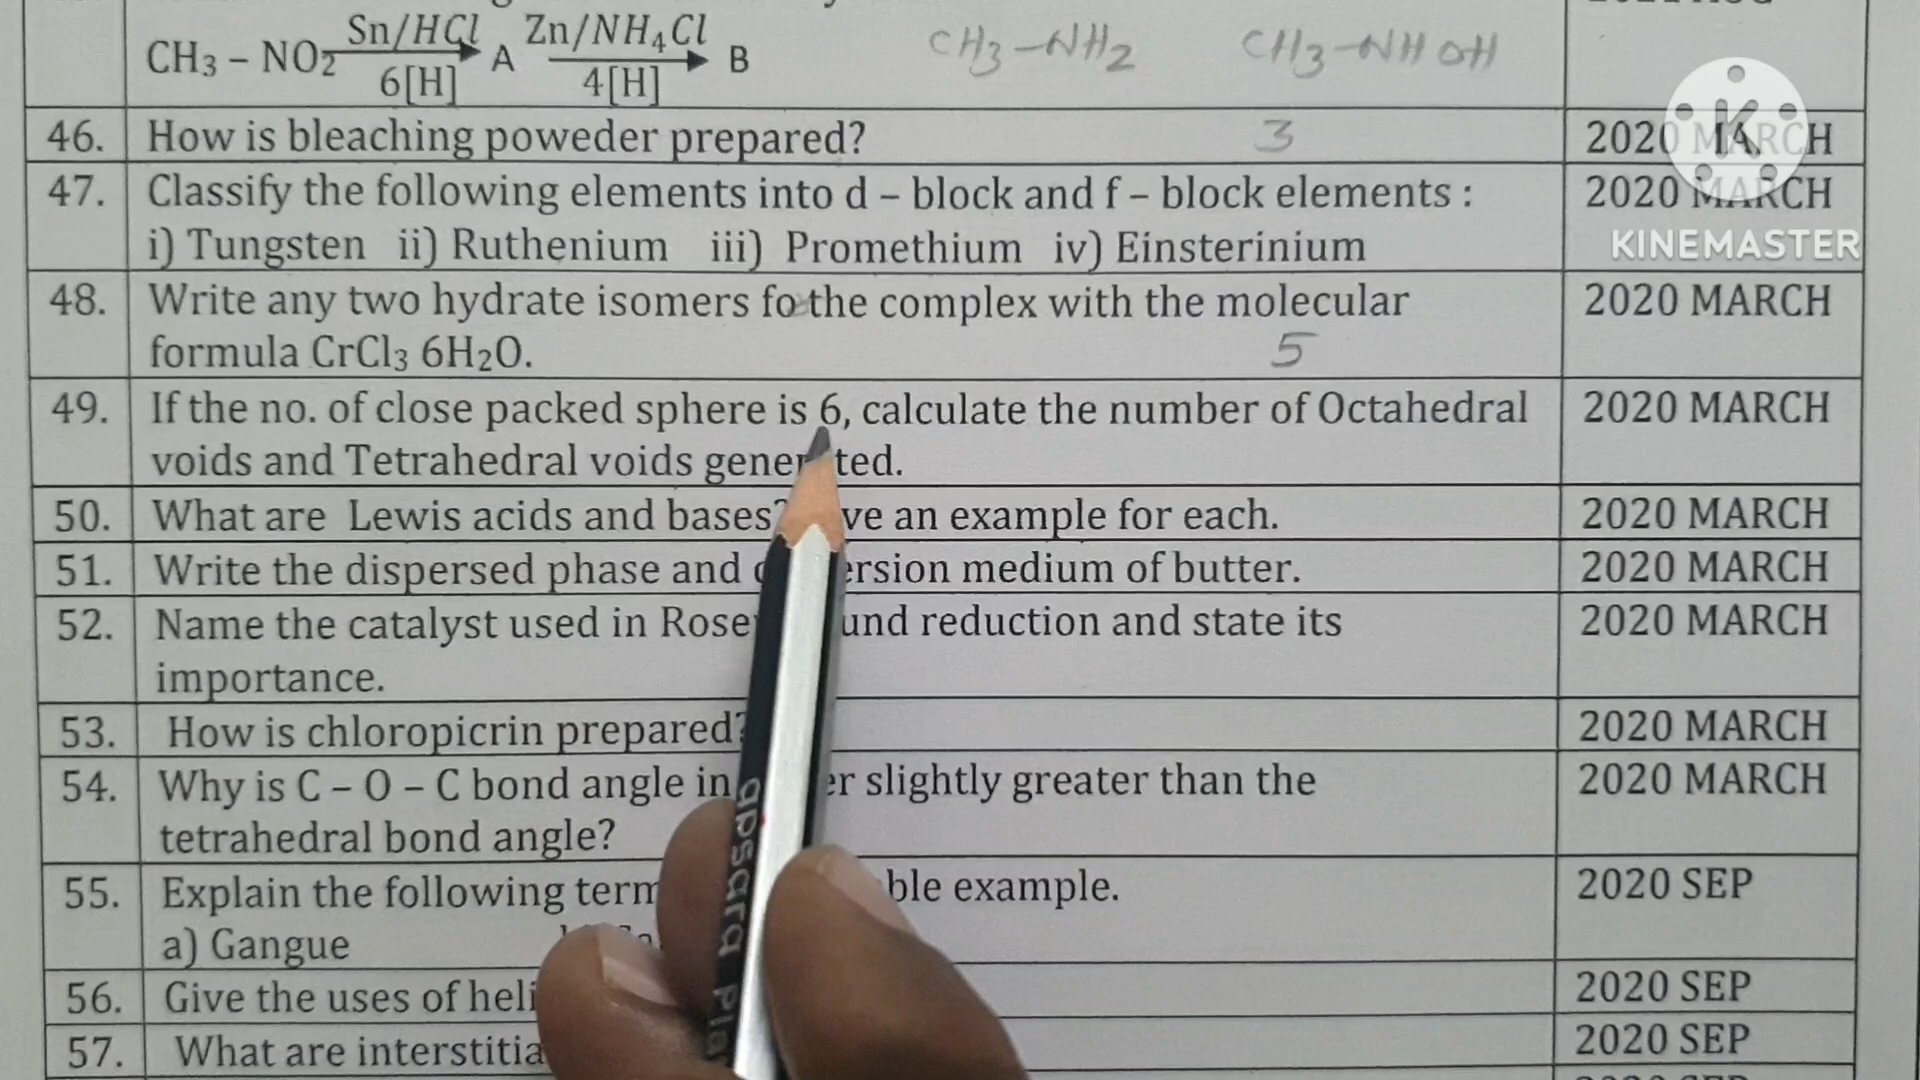 CH3 – NO2 Sn/HCl 6[H] A Zn/NH4Cl 4[H] B CH3–NH2 CH3–NHOH
46. How is bleaching poweder prepared? 3 2020 MARCH
47. Classify the following elements into d – block and f – block elements : 2020 MARCH
i) Tungsten ii) Ruthenium iii) Promethium iv) Einsterinium
KINEMASTER
48. Write any two hydrate isomers fo the complex with the molecular 2020 MARCH
formula CrCl3 6H2O. 5
49. If the no. of close packed sphere is 6, calculate the number of Octahedral 2020 MARCH
voids and Tetrahedral voids generated.
50. What are Lewis acids and bases? ve an example for each. 2020 MARCH
51. Write the dispersed phase and ersion medium of butter. 2020 MARCH
52. Name the catalyst used in Rose und reduction and state its 2020 MARCH
importance.
53. How is chloropicrin prepared? 2020 MARCH
54. Why is C – O – C bond angle in er slightly greater than the 2020 MARCH
tetrahedral bond angle?
55. Explain the following term ble example. 2020 SEP
a) Gangue
56. Give the uses of heli 2020 SEP
57. What are interstitia 2020 SEP
apsara Pla